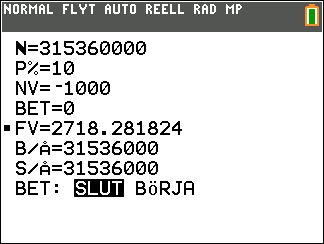 NORMAL FLYT AUTO REELL RAD MP
N=315360000
P%=10
NV=-1000
BET=0
▪FV=2718.281824
B/Å=31536000
S/Å=31536000
BET: SLUT BÖRJA